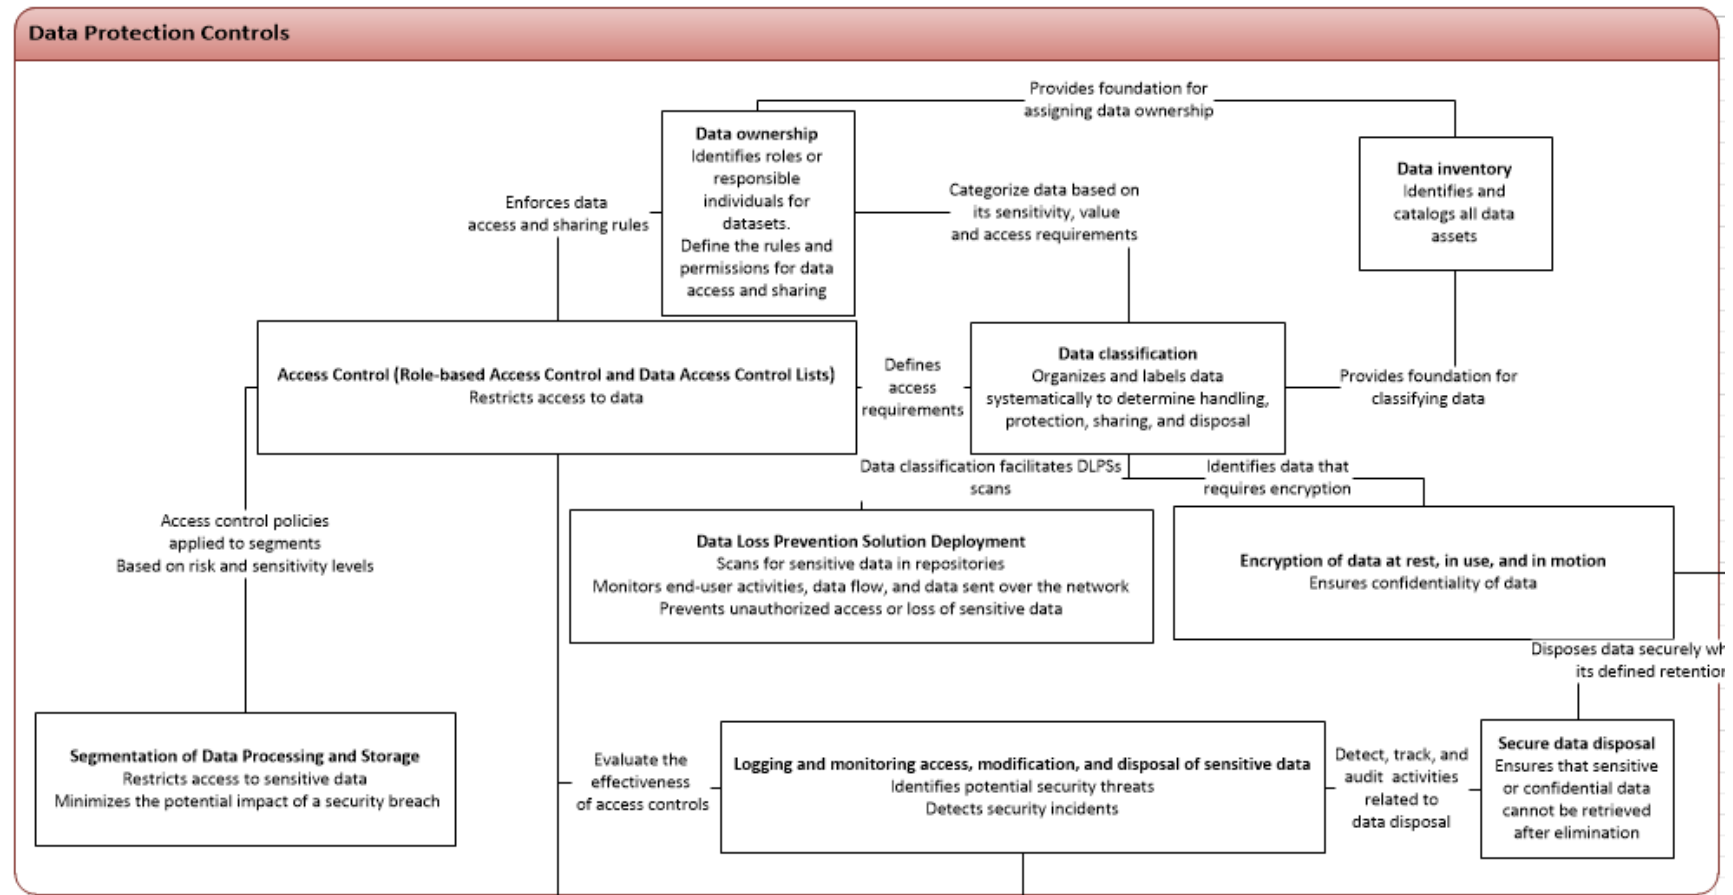 Data Protection Controls
Provides foundation for
assigning data ownership
Data ownership
Identifies roles or
responsible
individuals for
datasets.
Define the rules and
permissions for data
access and sharing
Data inventory
Identifies and
catalogs all data
assets
Enforces data
access and sharing rules
Categorize data based on
its sensitivity, value
and access requirements
Access Control (Role-based Access Control and Data Access Control Lists)
Restricts access to data
Defines
access
requirements
Data classification
Organizes and labels data
systematically to determine handling,
protection, sharing, and disposal
Provides foundation for
classifying data
Data classification facilitates DLPSs
scans
Identifies data that
requires encryption
Access control policies
applied to segments
Based on risk and sensitivity levels
Data Loss Prevention Solution Deployment
Scans for sensitive data in repositories
Monitors end-user activities, data flow, and data sent over the network
Prevents unauthorized access or loss of sensitive data
Encryption of data at rest, in use, and in motion
Ensures confidentiality of data
Disposes data securely
its defined
Segmentation of Data Processing and Storage
Restricts access to sensitive data
Minimizes the potential impact of a security breach
Evaluate the
effectiveness
of access controls
Logging and monitoring access, modification, and disposal of sensitive data
Identifies potential security threats
Detects security incidents
Detect, track, and
audit activities
related to
data disposal
Secure data disposal
Ensures that sensitive
or confidential data
cannot be retrieved
after elimination